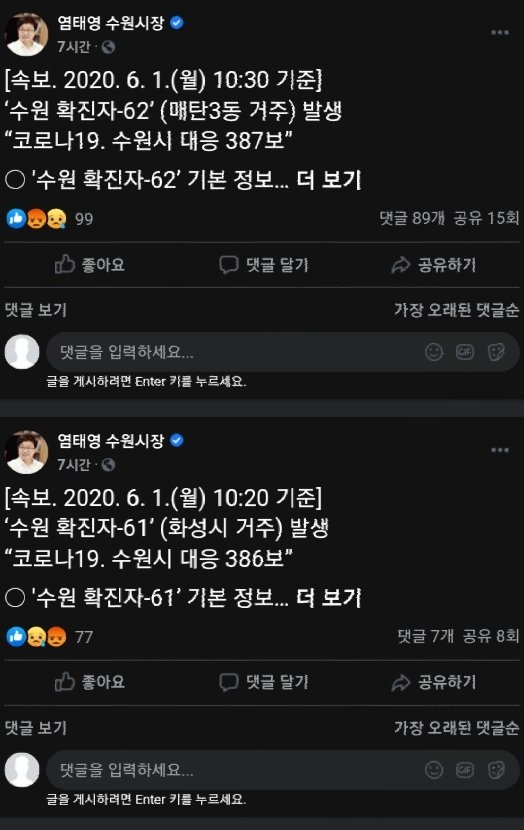 염태영 수원시장
7시간 ·
[속보. 2020. 6. 1.(월) 10:30 기준]
‘수원 확진자-62’ (매탄3동 거주) 발생
“코로나19. 수원시 대응 387보”
○ '수원 확진자-62’ 기본 정보... 더 보기
99
댓글 89개 공유 15회
좋아요 댓글 달기 공유하기
댓글 보기 가장 오래된 댓글순
댓글을 입력하세요... GIF
글을 게시하려면 Enter 키를 누르세요.
염태영 수원시장
7시간 ·
[속보. 2020. 6. 1.(월) 10:20 기준]
‘수원 확진자-61’ (화성시 거주) 발생
“코로나19. 수원시 대응 386보”
○ '수원 확진자-61’ 기본 정보... 더 보기
77
댓글 7개 공유 8회
좋아요 댓글 달기 공유하기
댓글 보기 가장 오래된 댓글순
댓글을 입력하세요... GIF
글을 게시하려면 Enter 키를 누르세요.